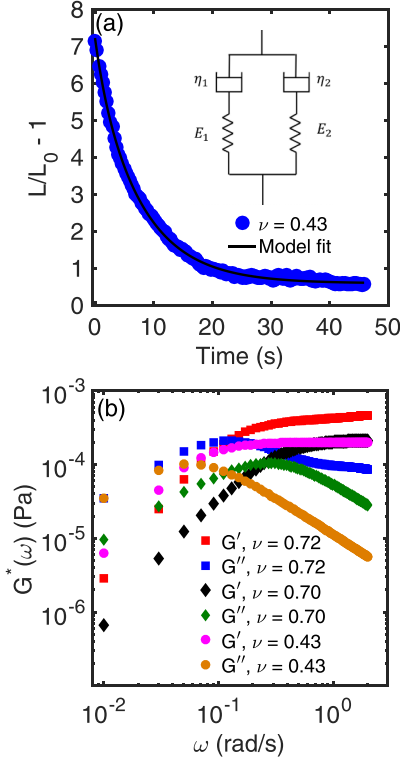 (a)
8
7
6
5
4
3
2
1
0
L/L0 - 1
η1
η2
E1
E2
ν = 0.43
Model fit
0
10
20
30
40
50
Time (s)
(b)
10^-3
10^-4
10^-5
10^-6
G*(ω) (Pa)
G′, ν = 0.72
G′′, ν = 0.72
G′, ν = 0.70
G′′, ν = 0.70
G′, ν = 0.43
G′′, ν = 0.43
10^-2
10^-1
10^0
ω (rad/s)